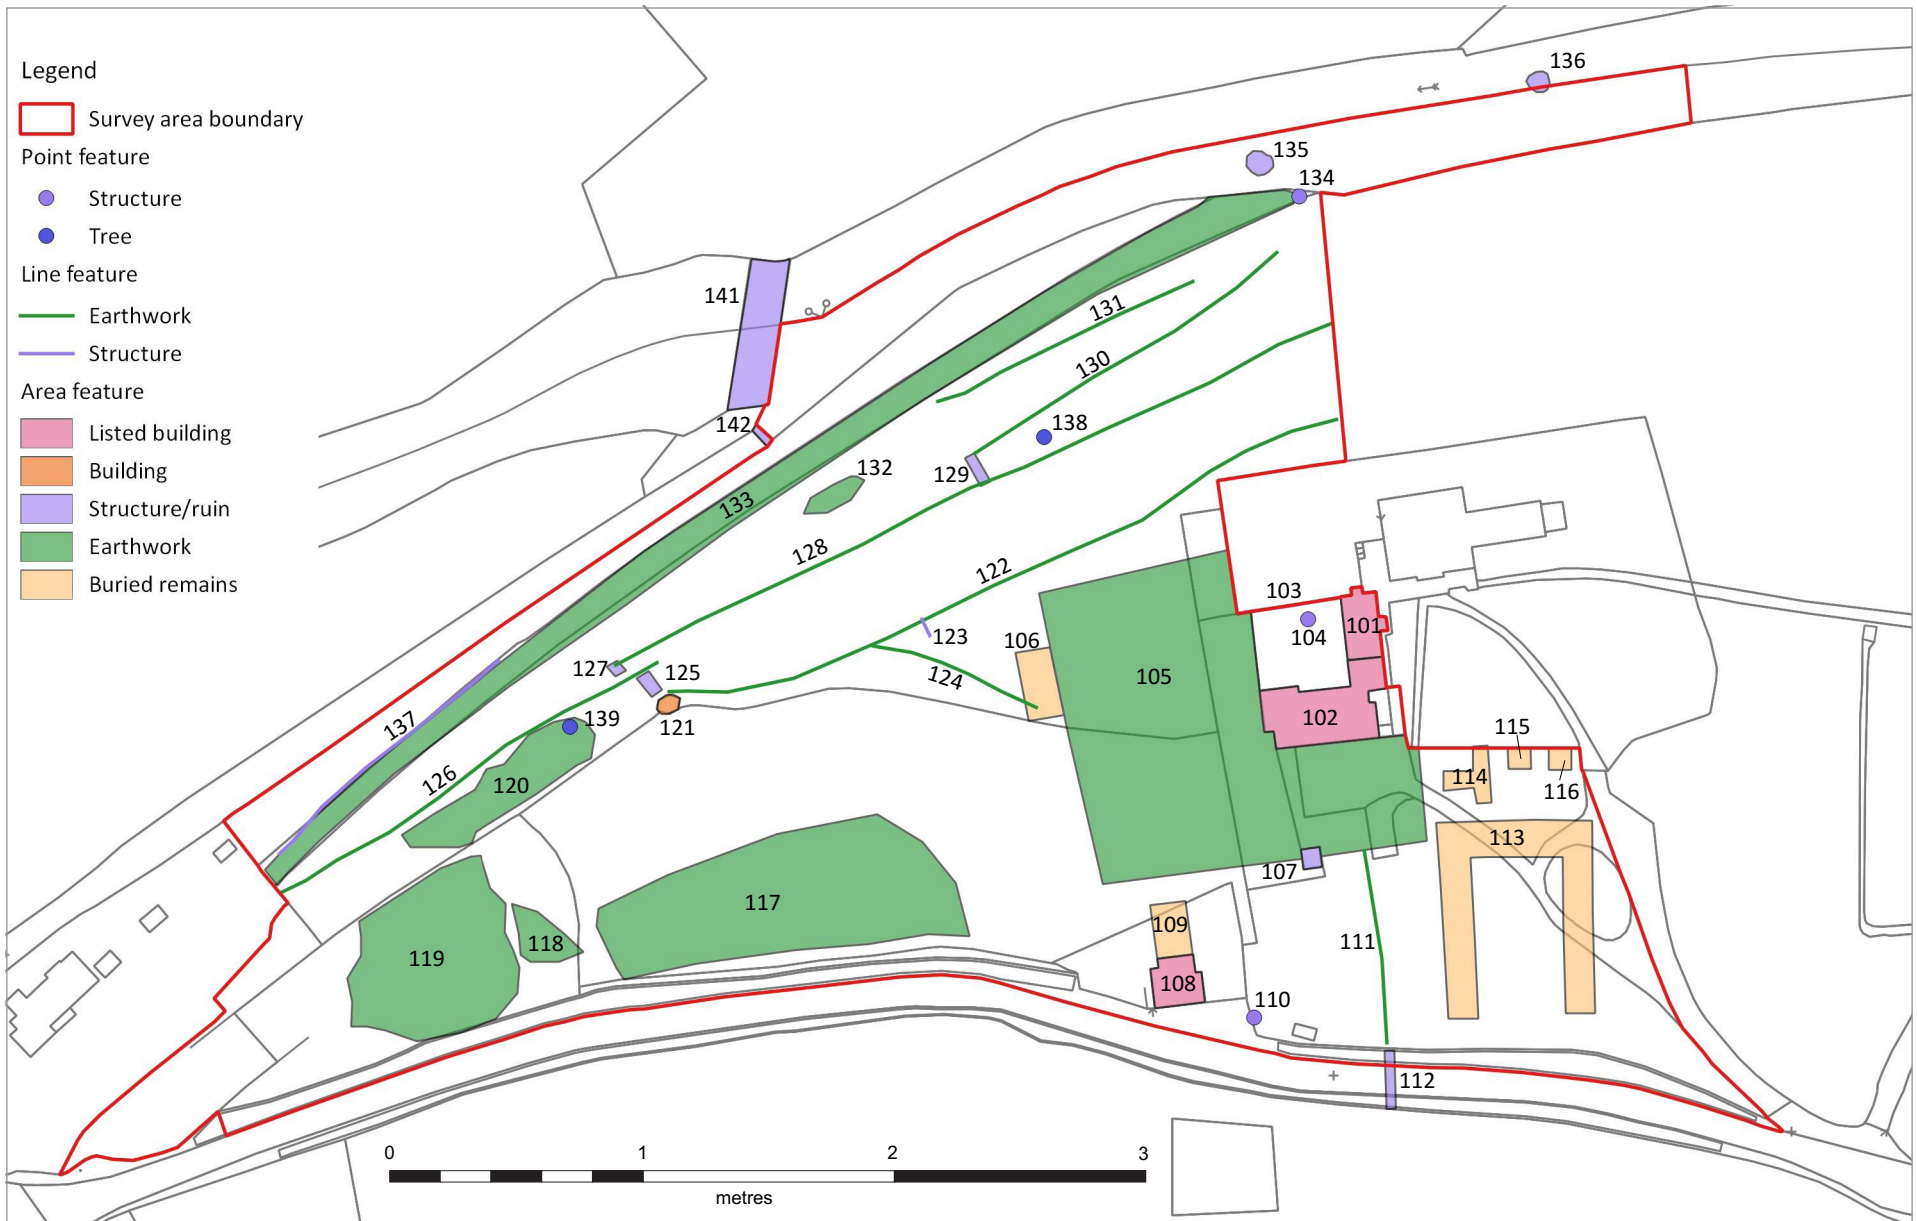 Legend
Survey area boundary
Point feature
Structure
Tree
Line feature
Earthwork
Structure
Area feature
Listed building
Building
Structure/ruin
Earthwork
Buried remains
136
135
134
141
131
130
142
138
132
129
133
128
122
103
104
101
123
106
105
124
127
125
102
139
121
137
126
120
115
114
116
113
107
117
109
111
118
119
108
110
112
0 1 2 3
metres